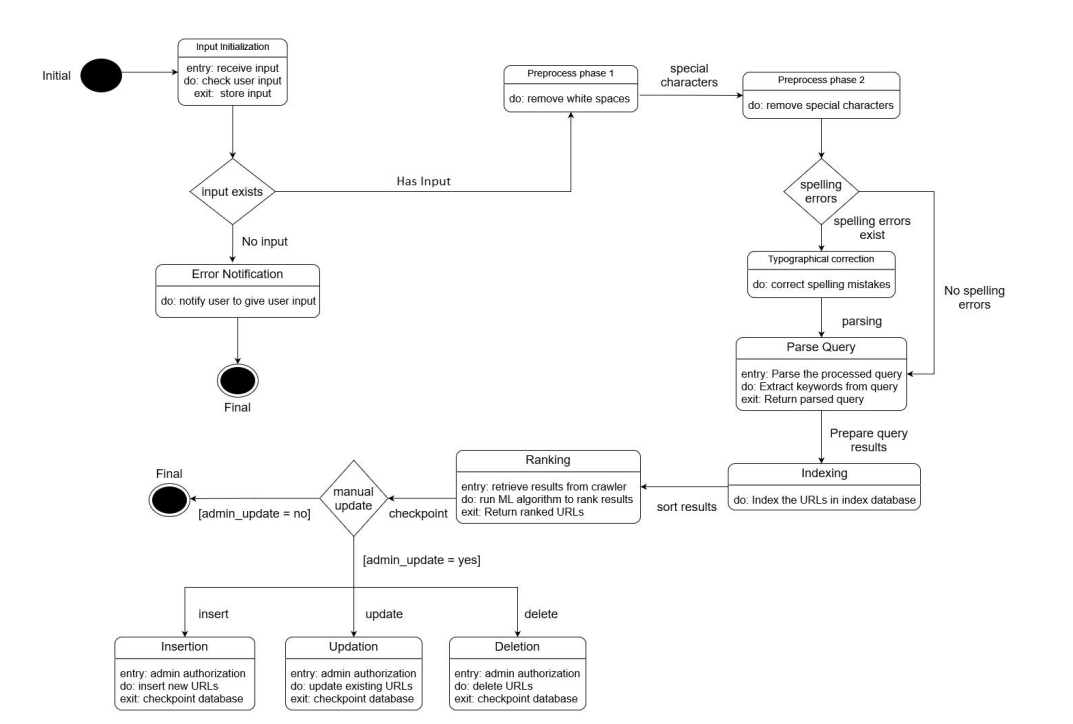 Initial
Input Initialization
entry: receive input
do: check user input
exit: store input
input exists
Has Input
No input
Error Notification
do: notify user to give user input
Final
Preprocess phase 1
do: remove white spaces
special
characters
Preprocess phase 2
do: remove special characters
spelling
errors
spelling errors
exist
No spelling
errors
Typographical correction
do: correct spelling mistakes
parsing
Parse Query
entry: Parse the processed query
do: Extract keywords from query
exit: Return parsed query
Prepare query
results
Indexing
do: Index the URLs in index database
sort results
Ranking
entry: retrieve results from crawler
do: run ML algorithm to rank results
exit: Return ranked URLs
checkpoint
manual
update
[admin_update = no]
Final
[admin_update = yes]
insert
update
delete
Insertion
entry: admin authorization
do: insert new URLs
exit: checkpoint database
Updation
entry: admin authorization
do: update existing URLs
exit: checkpoint database
Deletion
entry: admin authorization
do: delete URLs
exit: checkpoint database